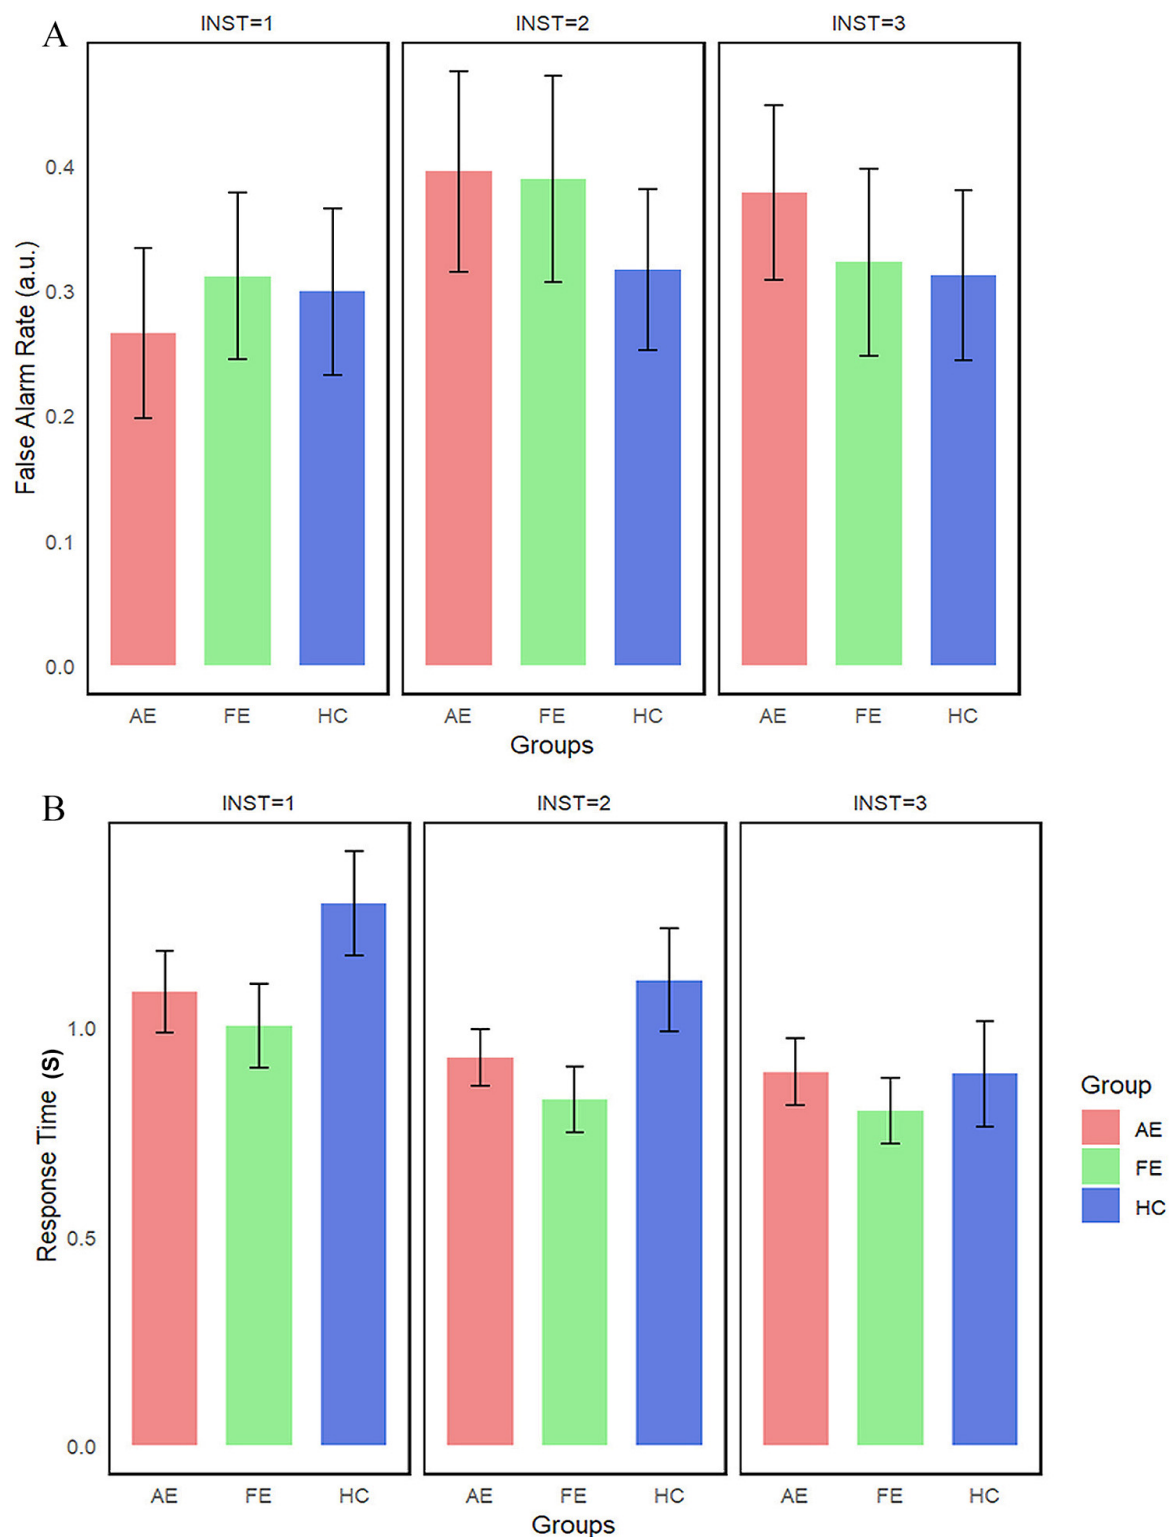 A
INST=1
INST=2
INST=3
False Alarm Rate (a.u.)
0.4
0.3
0.2
0.1
0.0
AE
FE
HC
AE
FE
HC
AE
FE
HC
Groups
B
INST=1
INST=2
INST=3
Response Time (S)
1.0
0.5
0.0
AE
FE
HC
AE
FE
HC
AE
FE
HC
Groups
Group
AE
FE
HC